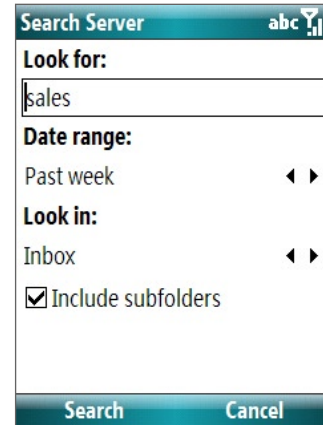 Search Server abc
Look for:
sales
Date range:
Past week
Look in:
Inbox
Include subfolders
Search Cancel